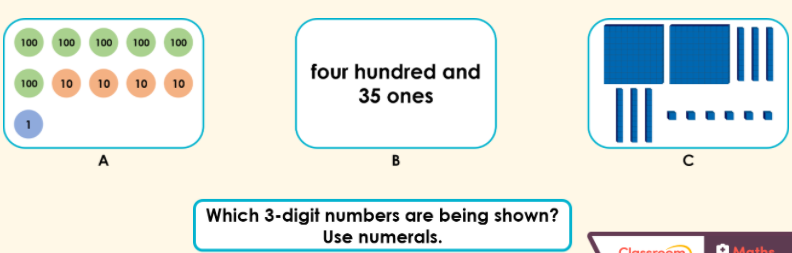 100 100 100 100 100
100 10 10 10 10
1
four hundred and
35 ones
A B C
Which 3-digit numbers are being shown?
Use numerals.
Classroom Maths